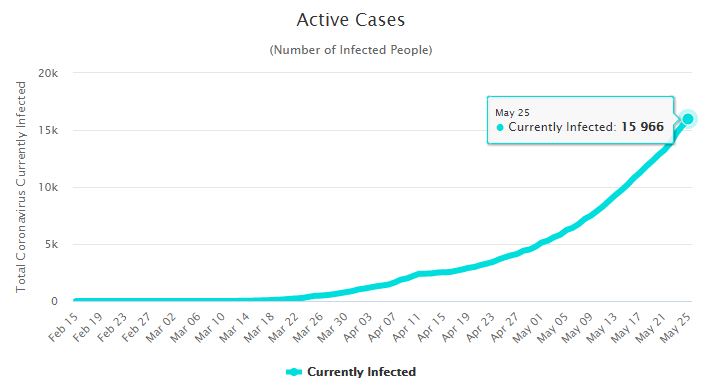 Active Cases
(Number of Infected People)
Total Coronavirus Currently Infected
20k
15k
10k
5k
0
May 25
Currently Infected: 15 966
Feb 15
Feb 19
Feb 23
Feb 27
Mar 02
Mar 06
Mar 10
Mar 14
Mar 18
Mar 22
Mar 26
Mar 30
Apr 03
Apr 07
Apr 11
Apr 15
Apr 19
Apr 23
Apr 27
May 01
May 05
May 09
May 13
May 17
May 21
May 25
Currently Infected